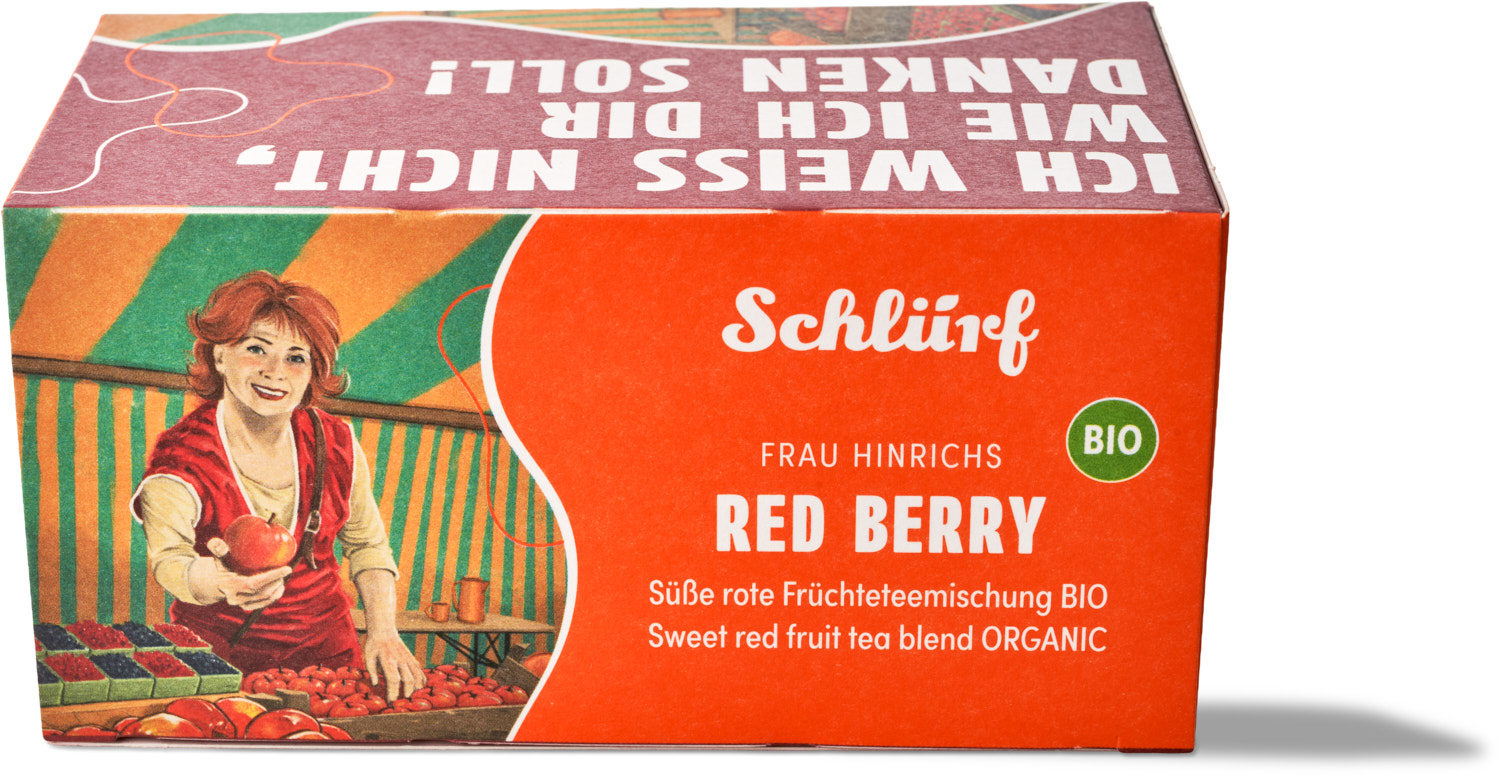 ICH WEISS NICHT,
WIE ICH DIR
DANKEN SOLL!
Schlürf
FRAU HINRICHS
BIO
RED BERRY
Süße rote Früchteteemischung BIO
Sweet red fruit tea blend ORGANIC